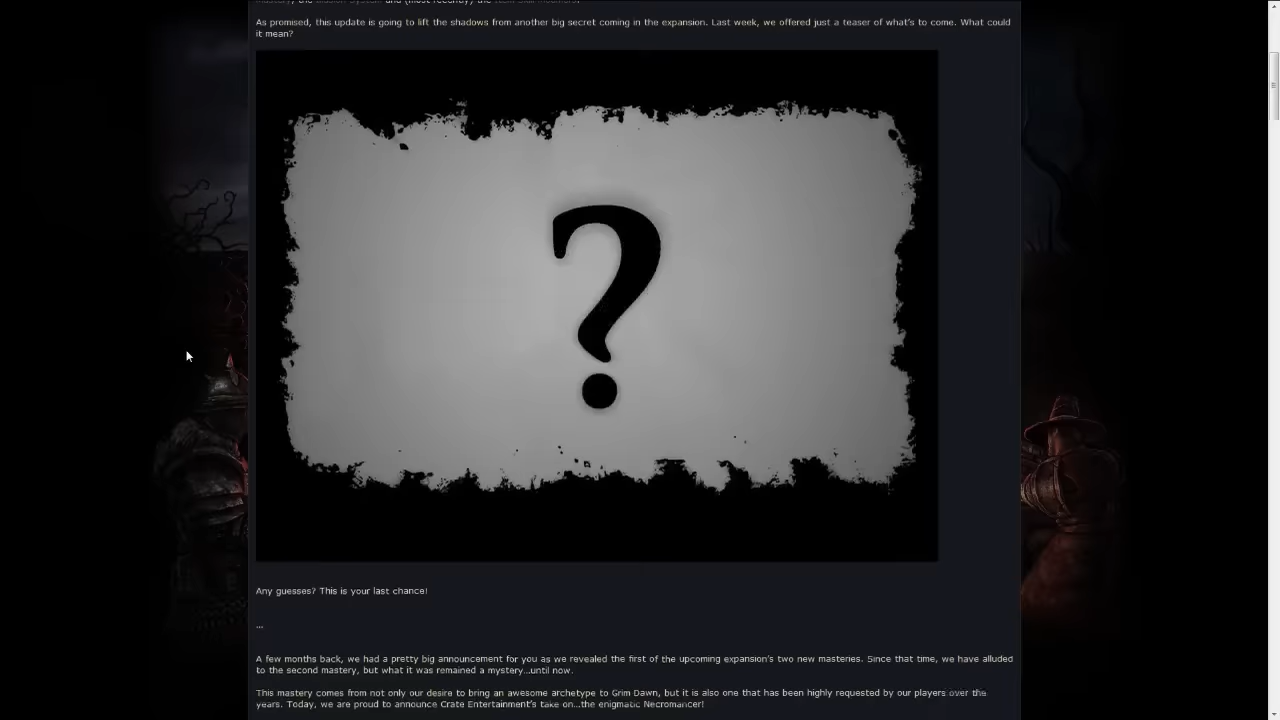 As promised, this update is going to lift the shadows from another big secret coming in the expansion. Last week, we offered just a teaser of what's to come. What could
it mean?
?
Any guesses? This is your last chance!
...
A few months back, we had a pretty big announcement for you as we revealed the first of the upcoming expansion's two new masteries. Since that time, we have alluded
to the second mastery, but what it was remained a mystery...until now.
This mastery comes from not only our desire to bring an awesome archetype to Grim Dawn, but it is also one that has been highly requested by our players over the
years. Today, we are proud to announce Crate Entertainment's take on...the enigmatic Necromancer!